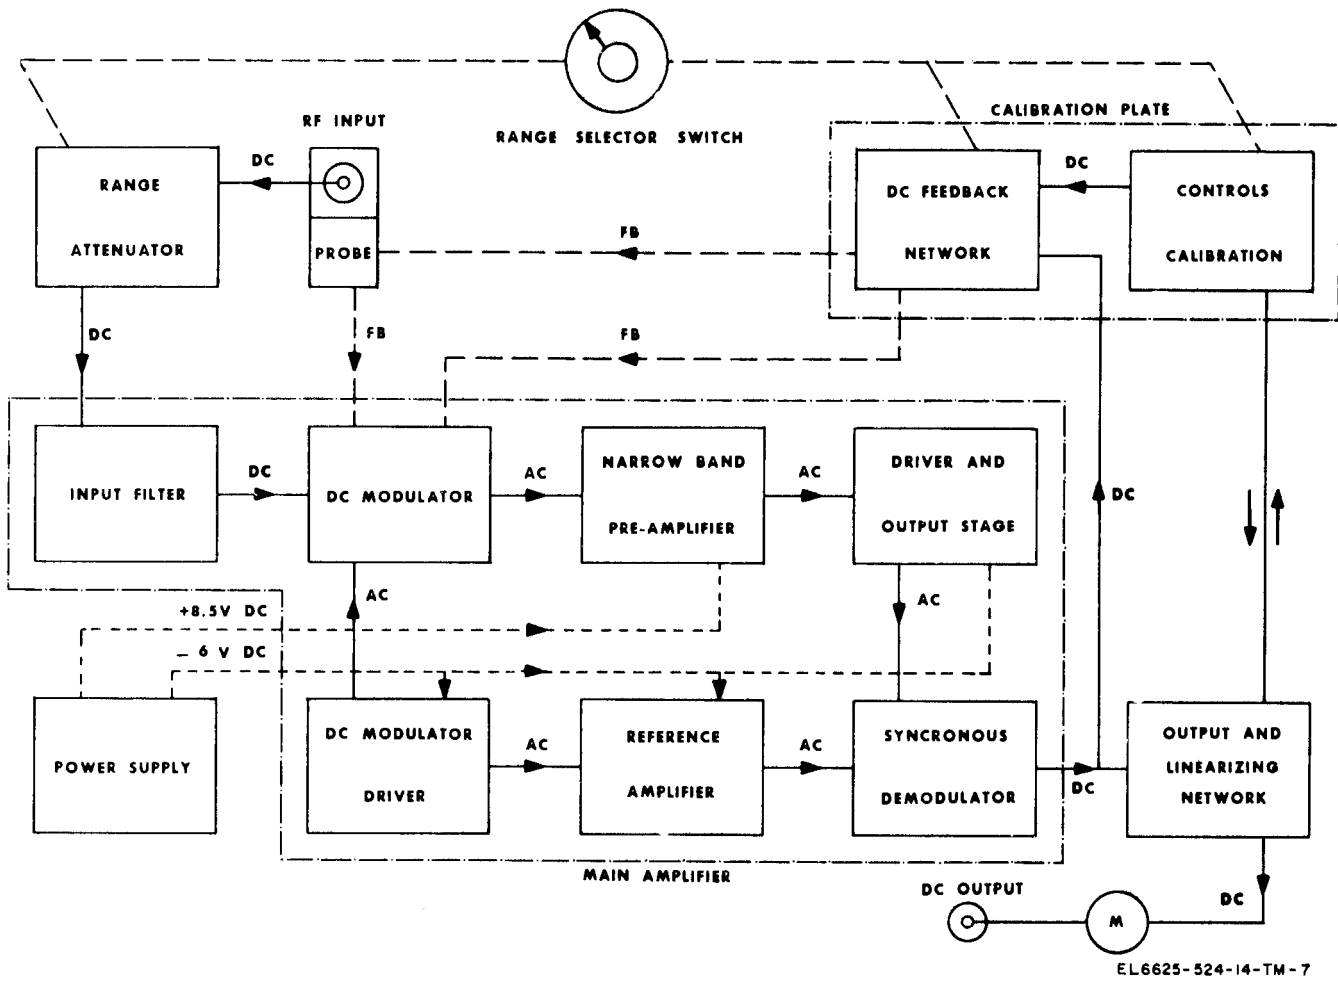 RANGE SELECTOR SWITCH
CALIBRATION PLATE
RF INPUT
DC
RANGE
ATTENUATOR
PROBE
FB
DC FEEDBACK
NETWORK
DC
CONTROLS
CALIBRATION
DC
FB
FB
INPUT FILTER
DC
DC MODULATOR
AC
NARROW BAND
PRE-AMPLIFIER
AC
DRIVER AND
OUTPUT STAGE
DC
AC
AC
+8.5V DC
– 6 V DC
POWER SUPPLY
DC MODULATOR
DRIVER
AC
REFERENCE
AMPLIFIER
AC
SYNCRONOUS
DEMODULATOR
DC
OUTPUT AND
LINEARIZING
NETWORK
MAIN AMPLIFIER
DC OUTPUT
M
DC
EL6625-524-14-TM-7